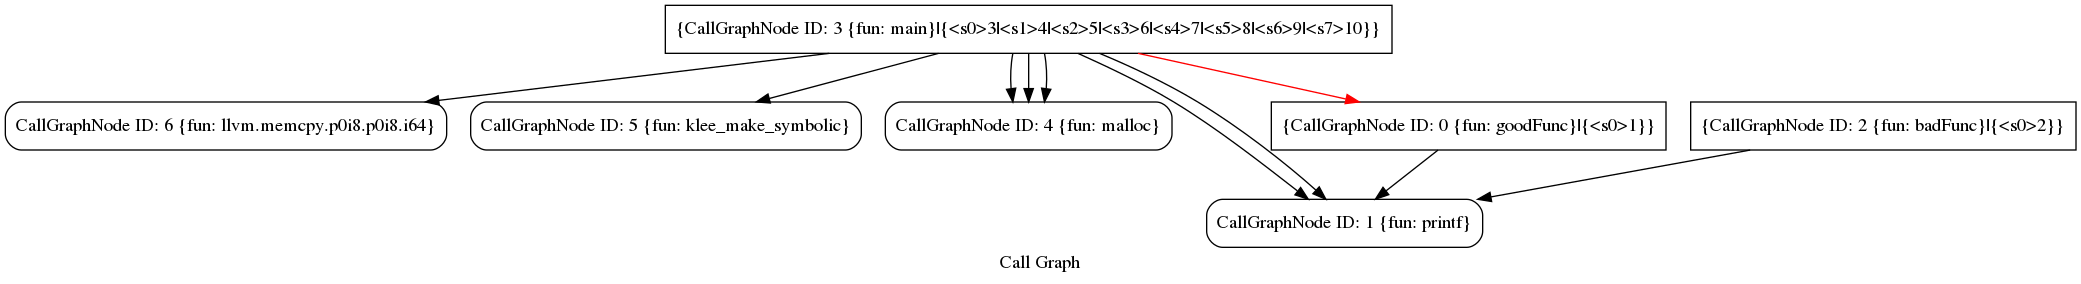 {CallGraphNode ID: 3 {fun: main}|{<s0>3|<s1>4|<s2>5|<s3>6|<s4>7|<s5>8|<s6>9|<s7>10}}
CallGraphNode ID: 6 {fun: llvm.memcpy.p0i8.p0i8.i64}
CallGraphNode ID: 5 {fun: klee_make_symbolic}
CallGraphNode ID: 4 {fun: malloc}
{CallGraphNode ID: 0 {fun: goodFunc}|{<s0>1}}
{CallGraphNode ID: 2 {fun: badFunc}|{<s0>2}}
CallGraphNode ID: 1 {fun: printf}
Call Graph